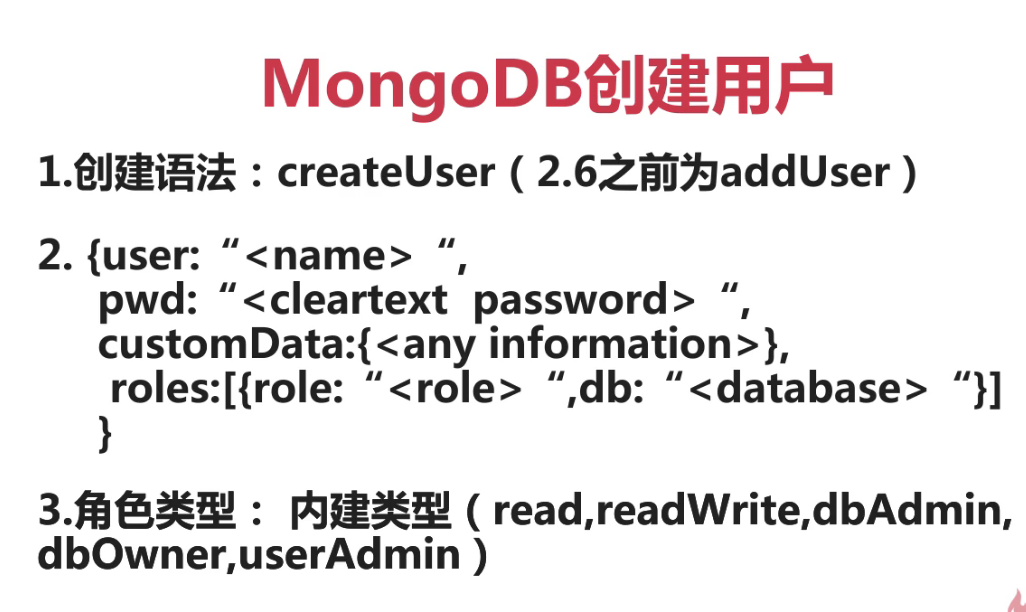 MongoDB创建用户
1.创建语法：createUser（2.6之前为addUser）
2. {user:“<name>“,
pwd:“<cleartext password>“,
customData:{<any information>},
roles:[{role:“<role>“,db:“<database>“}]
}
3.角色类型： 内建类型（read,readWrite,dbAdmin,
dbOwner,userAdmin）